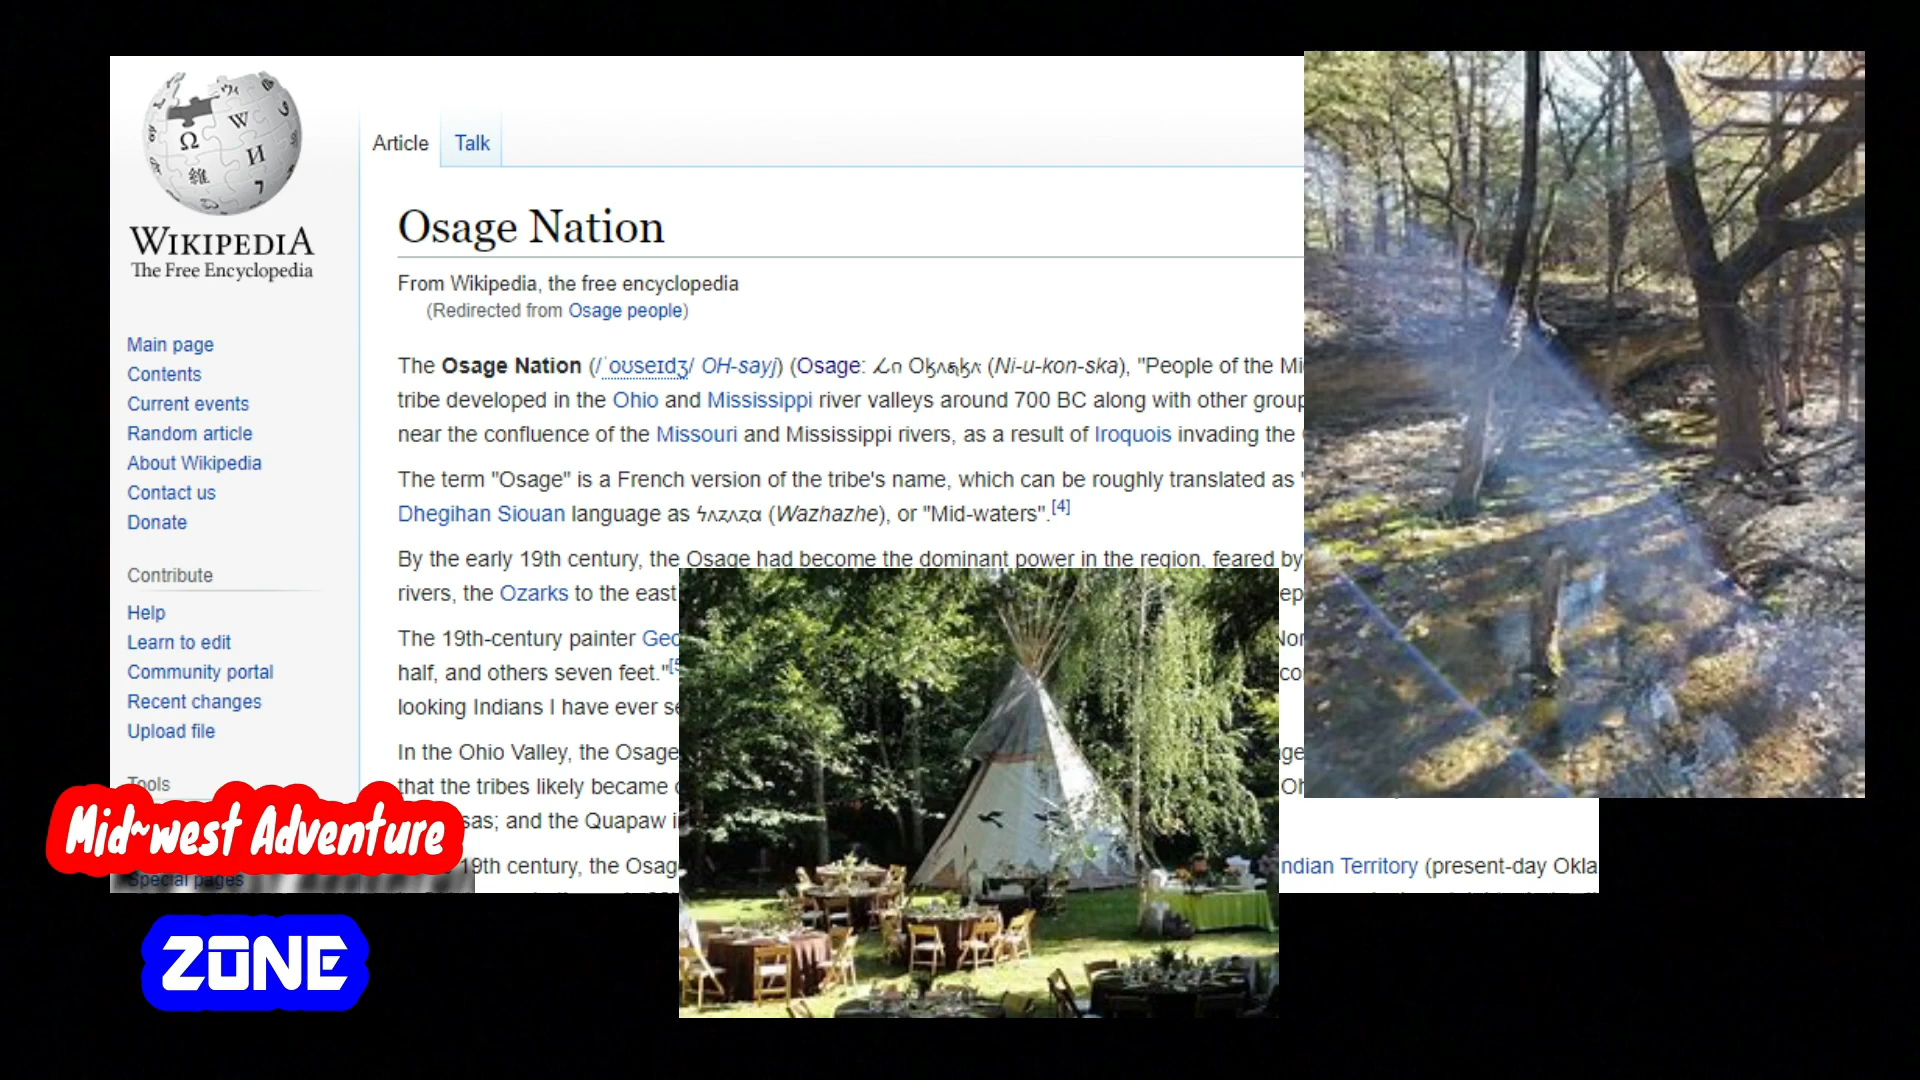 WIKIPEDIA
The Free Encyclopedia
Main page
Contents
Current events
Random article
About Wikipedia
Contact us
Donate
Contribute
Help
Learn to edit
Community portal
Recent changes
Upload file
Tools
Special pages
Article
Talk
Osage Nation
From Wikipedia, the free encyclopedia
(Redirected from Osage people)
The Osage Nation (/ˈoʊseɪdʒ/ OH-sayj) (Osage: (Ni-u-kon-ska), "People of the
tribe developed in the Ohio and Mississippi river valleys around 700 BC along with other
near the confluence of the Missouri and Mississippi rivers, as a result of Iroquois invading the
The term "Osage" is a French version of the tribe's name, which can be roughly translated as
Dhegihan Siouan language as (Wazhazhe), or "Mid-waters".[4]
By the early 19th century, the Osage had become the dominant power in the region, feared by
rivers, the Ozarks to the east
The 19th-century painter
half, and others seven feet."
looking Indians I have ever
In the Ohio Valley, the Osage
that the tribes likely became
and the Quapaw
19th century, the Indian Territory (present-day
Mid~west Adventure
ZONE